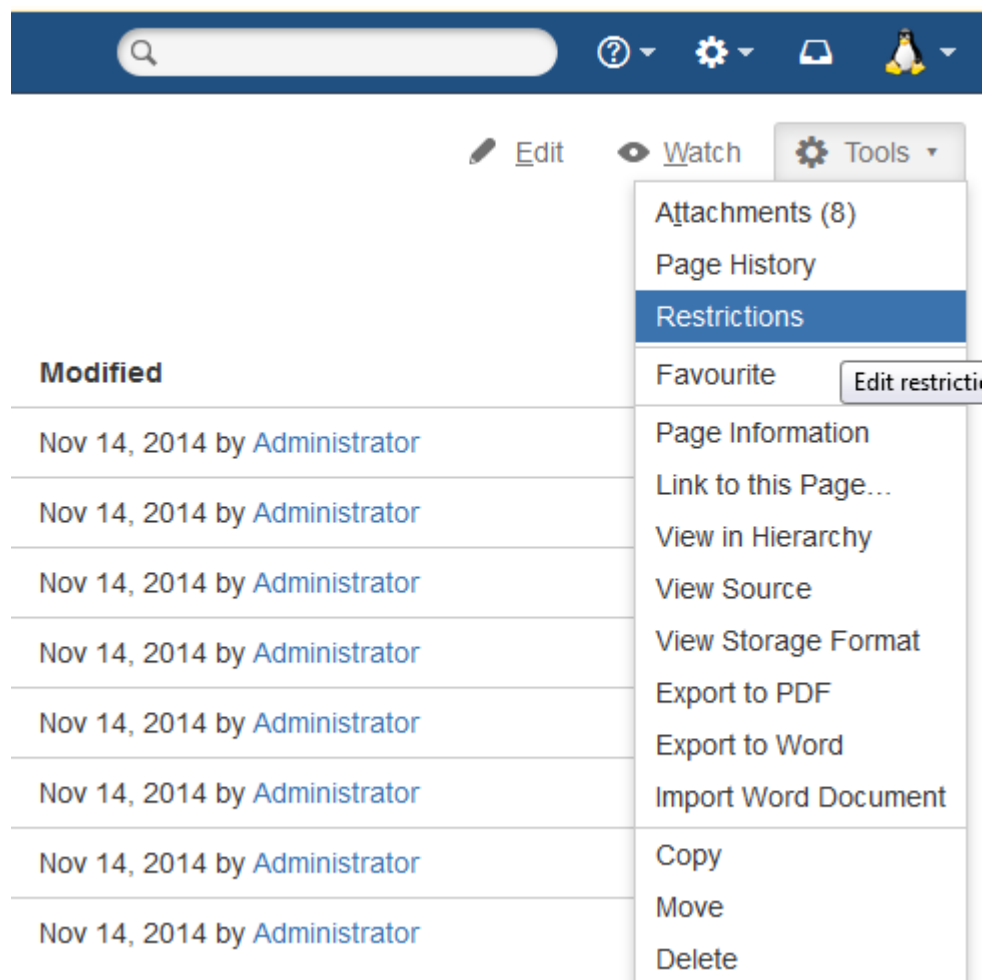 Edit Watch Tools
Attachments (8)
Page History
Restrictions
Favourite
Edit restricti
Page Information
Link to this Page…
View in Hierarchy
View Source
View Storage Format
Export to PDF
Export to Word
Import Word Document
Copy
Move
Delete
Modified
Nov 14, 2014 by Administrator
Nov 14, 2014 by Administrator
Nov 14, 2014 by Administrator
Nov 14, 2014 by Administrator
Nov 14, 2014 by Administrator
Nov 14, 2014 by Administrator
Nov 14, 2014 by Administrator
Nov 14, 2014 by Administrator